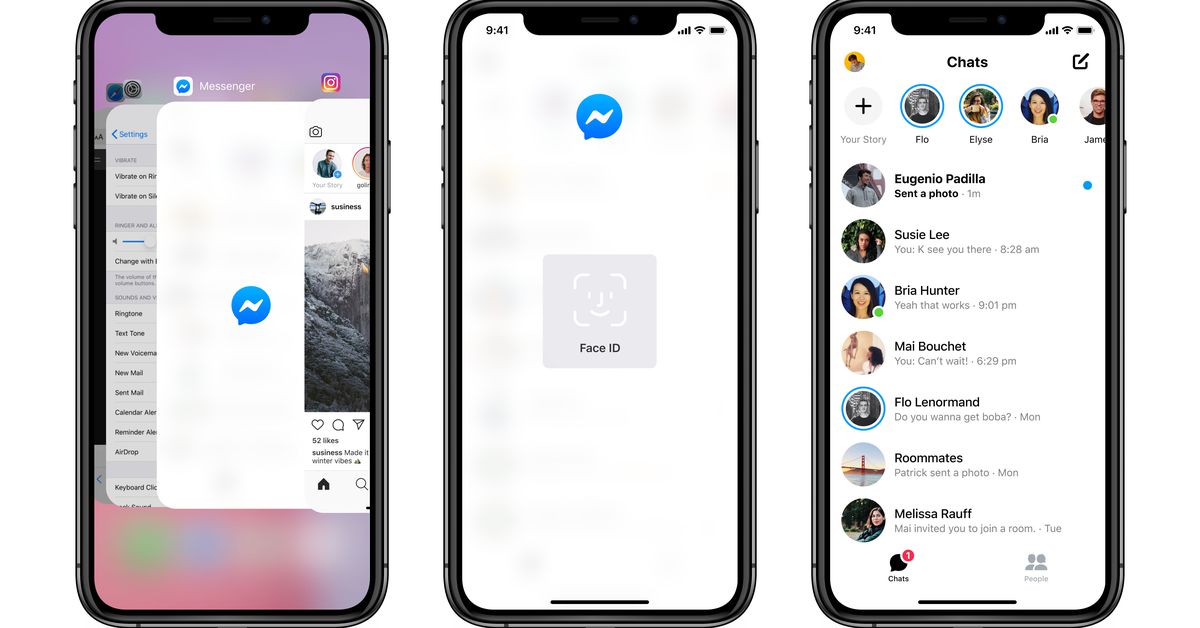 Messenger
Settings
VIBRATE
Vibrate on Rin
Vibrate on Sile
RINGER AND AL
Change with B
The volume of t
volume buttons.
SOUNDS AND V
Ringtone
Text Tone
New Voicema
New Mail
Sent Mail
Calendar Aler
Reminder Aler
AirDrop
Keyboard Clic
AA
Your Story
golin
susiness
52 likes
susiness Made it
winter vibes
9:41
Face ID
9:41
Chats
Your Story
Flo
Elyse
Bria
Jame
Eugenio Padilla
Sent a photo · 1m
Susie Lee
You: K see you there · 8:28 am
Bria Hunter
Yeah that works · 9:01 pm
Mai Bouchet
You: Can't wait! · 6:29 pm
Flo Lenormand
Do you wanna get boba? · Mon
Roommates
Patrick sent a photo · Mon
Melissa Rauff
Mai invited you to join a room. · Tue
1
Chats
People